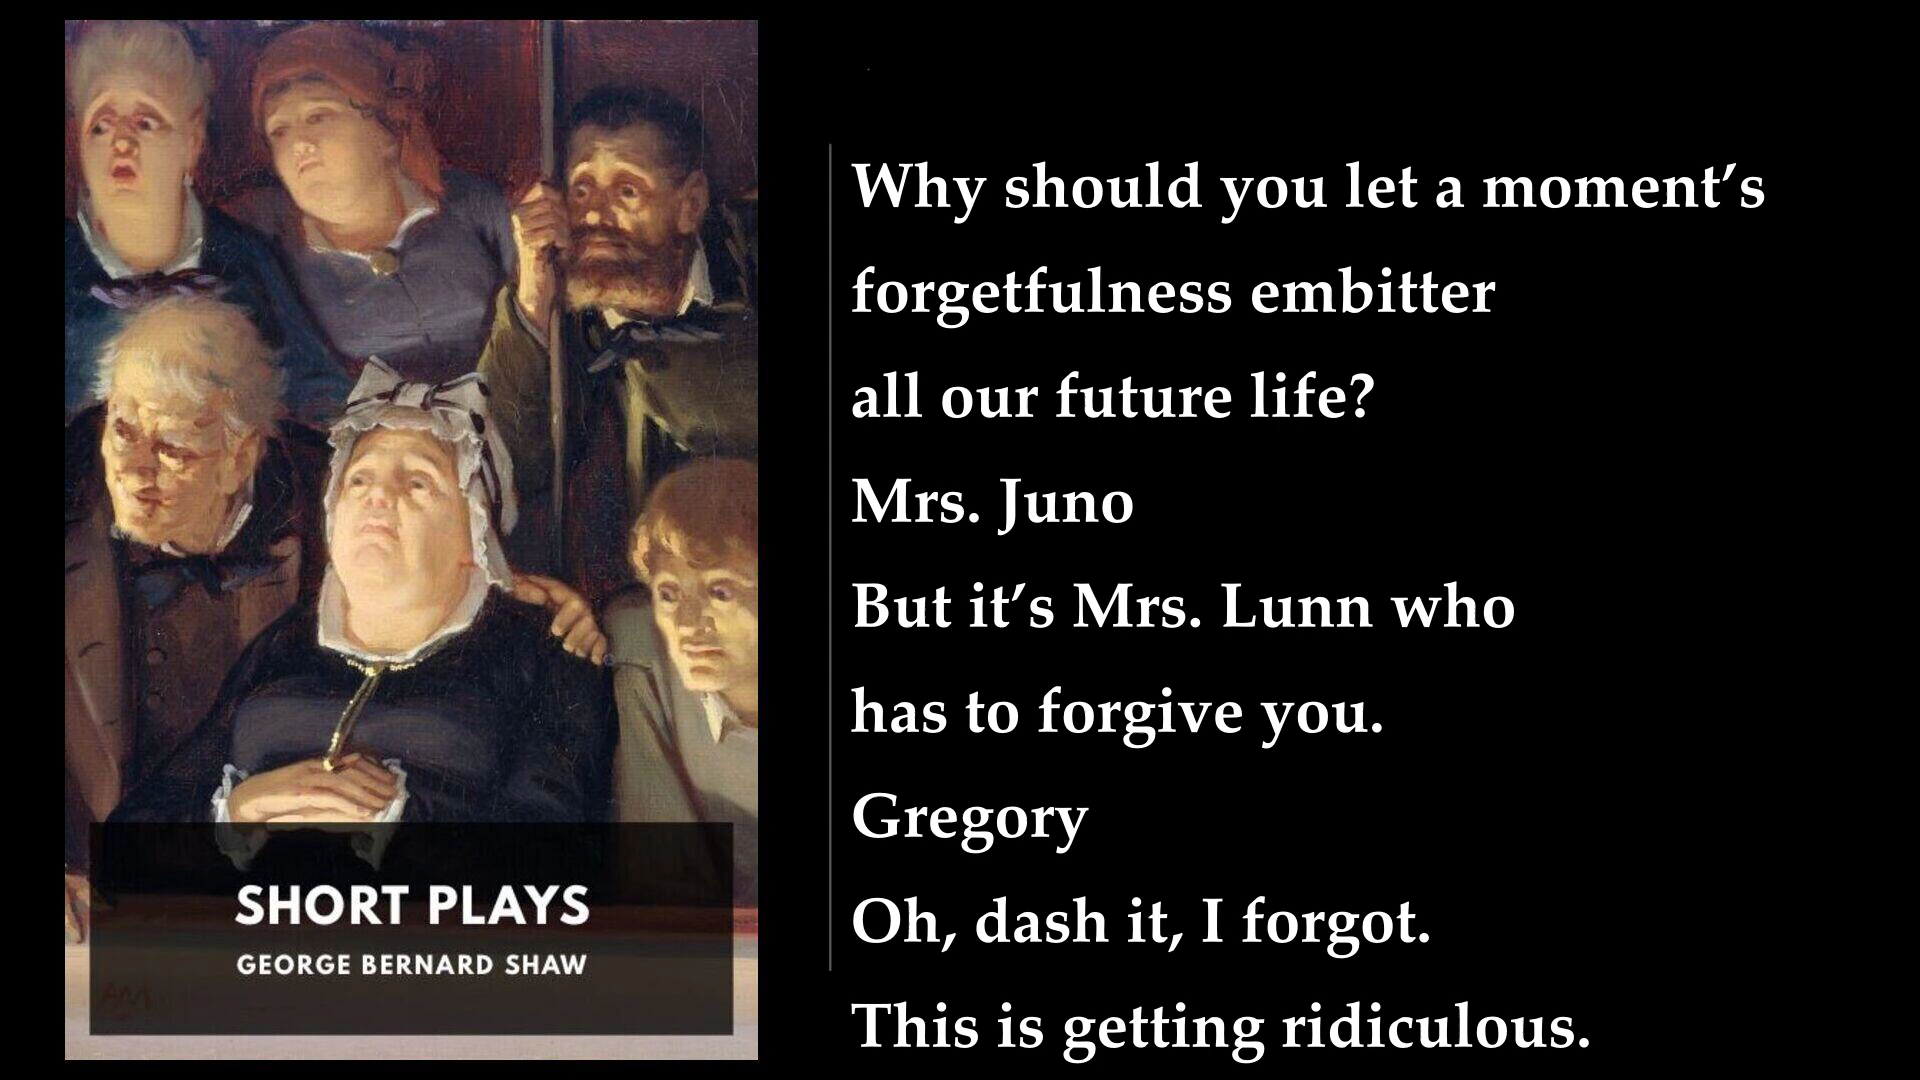 SHORT PLAYS
GEORGE BERNARD SHAW
Why should you let a moment’s
forgetfulness embitter
all our future life?
Mrs. Juno
But it’s Mrs. Lunn who
has to forgive you.
Gregory
Oh, dash it, I forgot.
This is getting ridiculous.